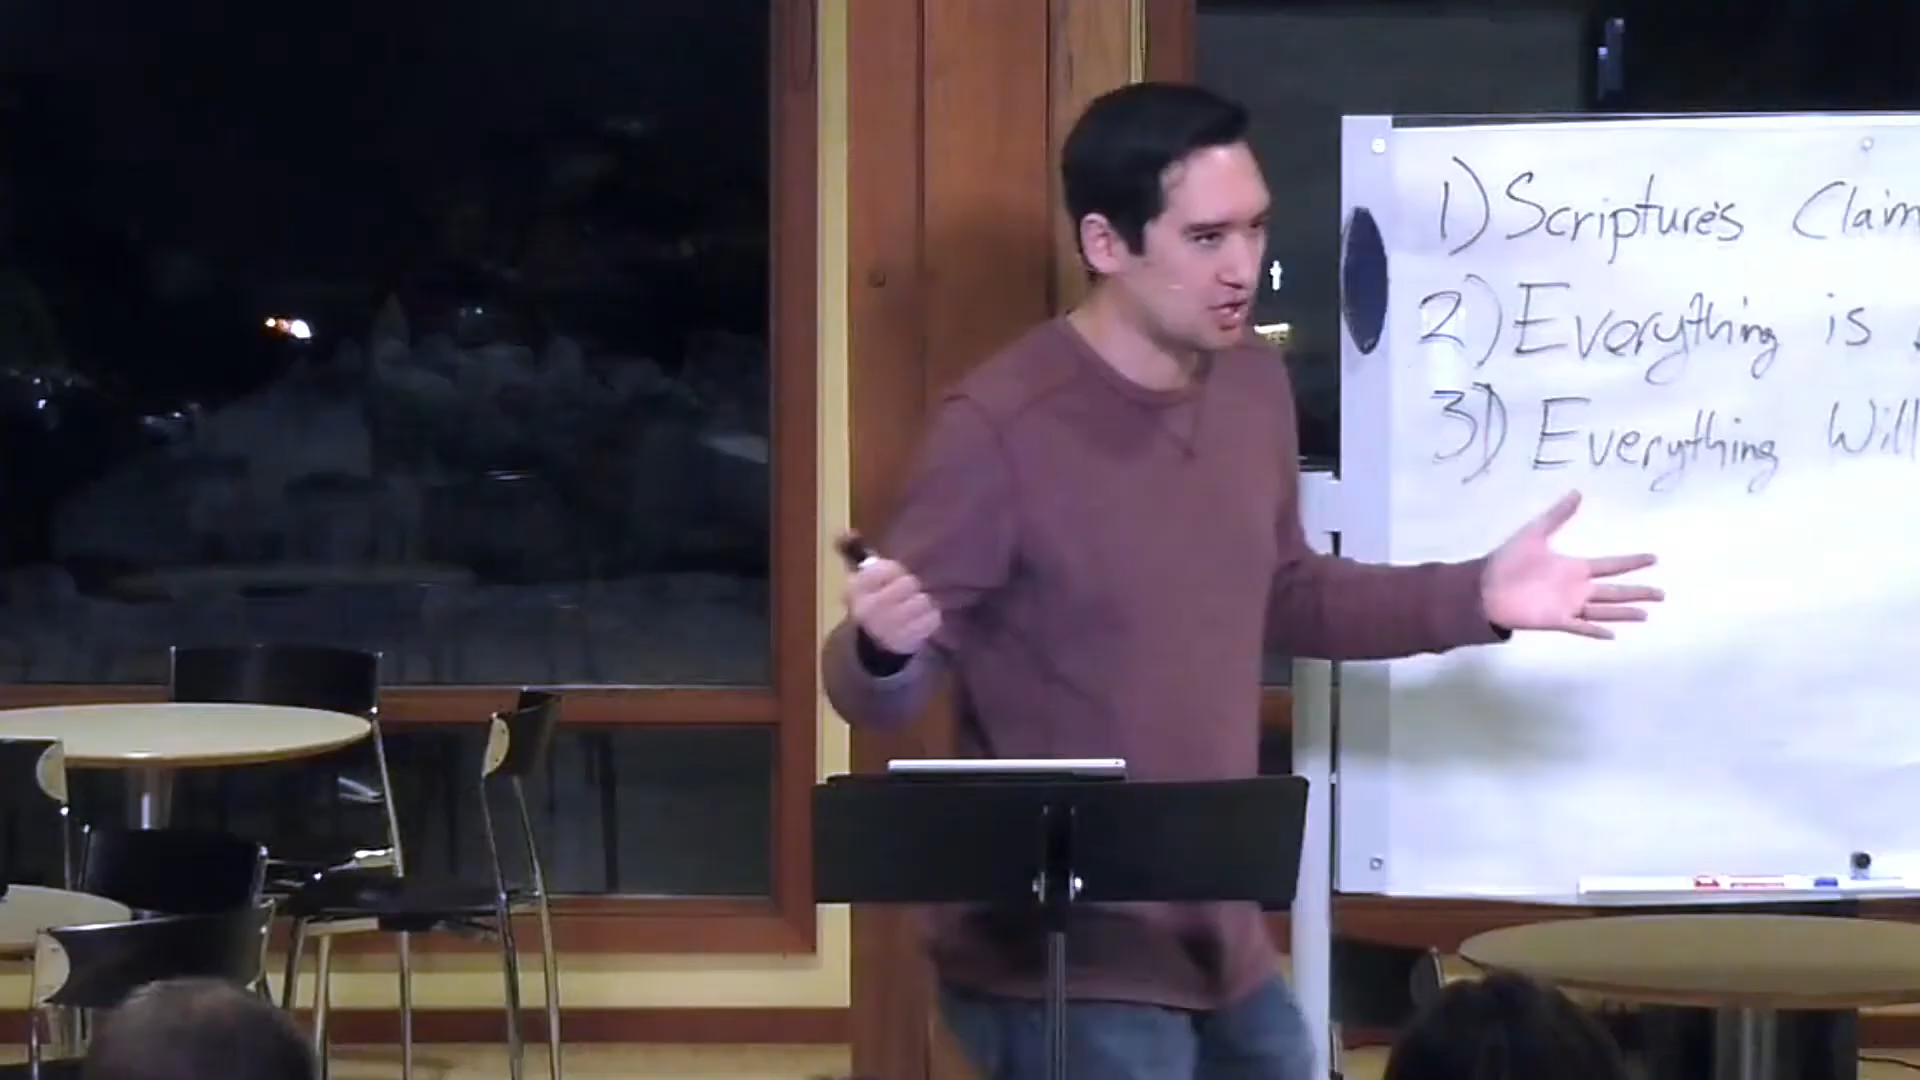 1) Scripture's Claim
2) Everything is
3) Everything Will